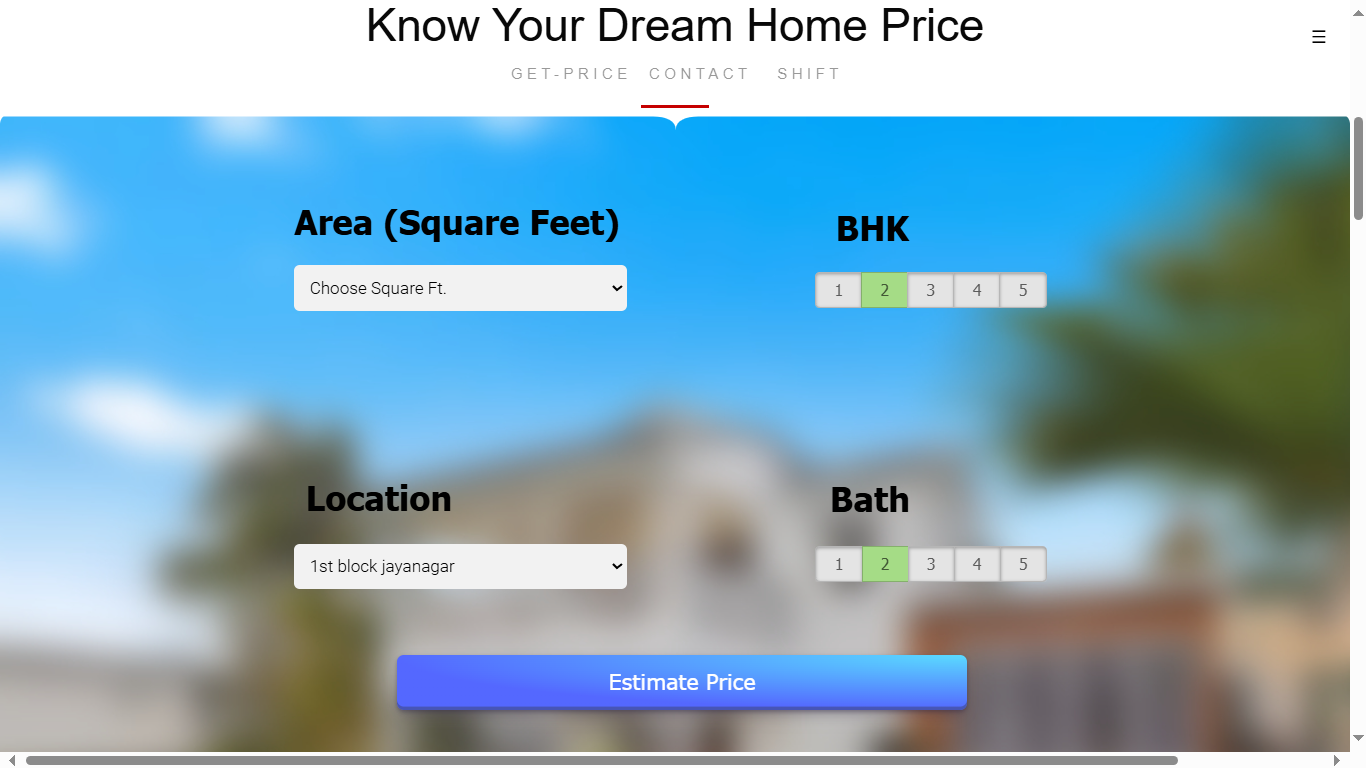 Know Your Dream Home Price
☰
GET-PRICE CONTACT SHIFT
Area (Square Feet)
BHK
Choose Square Ft.
1 2 3 4 5
Location
Bath
1st block jayanagar
1 2 3 4 5
Estimate Price